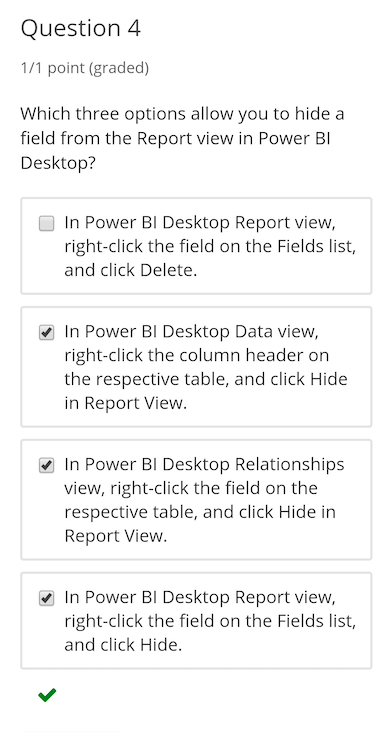 Question 4
1/1 point (graded)
Which three options allow you to hide a
field from the Report view in Power BI
Desktop?
In Power BI Desktop Report view,
right-click the field on the Fields list,
and click Delete.
In Power BI Desktop Data view,
right-click the column header on
the respective table, and click Hide
in Report View.
In Power BI Desktop Relationships
view, right-click the field on the
respective table, and click Hide in
Report View.
In Power BI Desktop Report view,
right-click the field on the Fields list,
and click Hide.